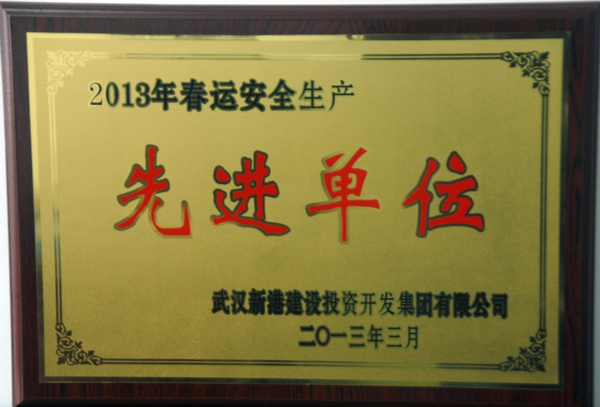 2013年春运安全生产
先进单位
武汉新港建设投资开发集团有限公司
二〇一三年三月